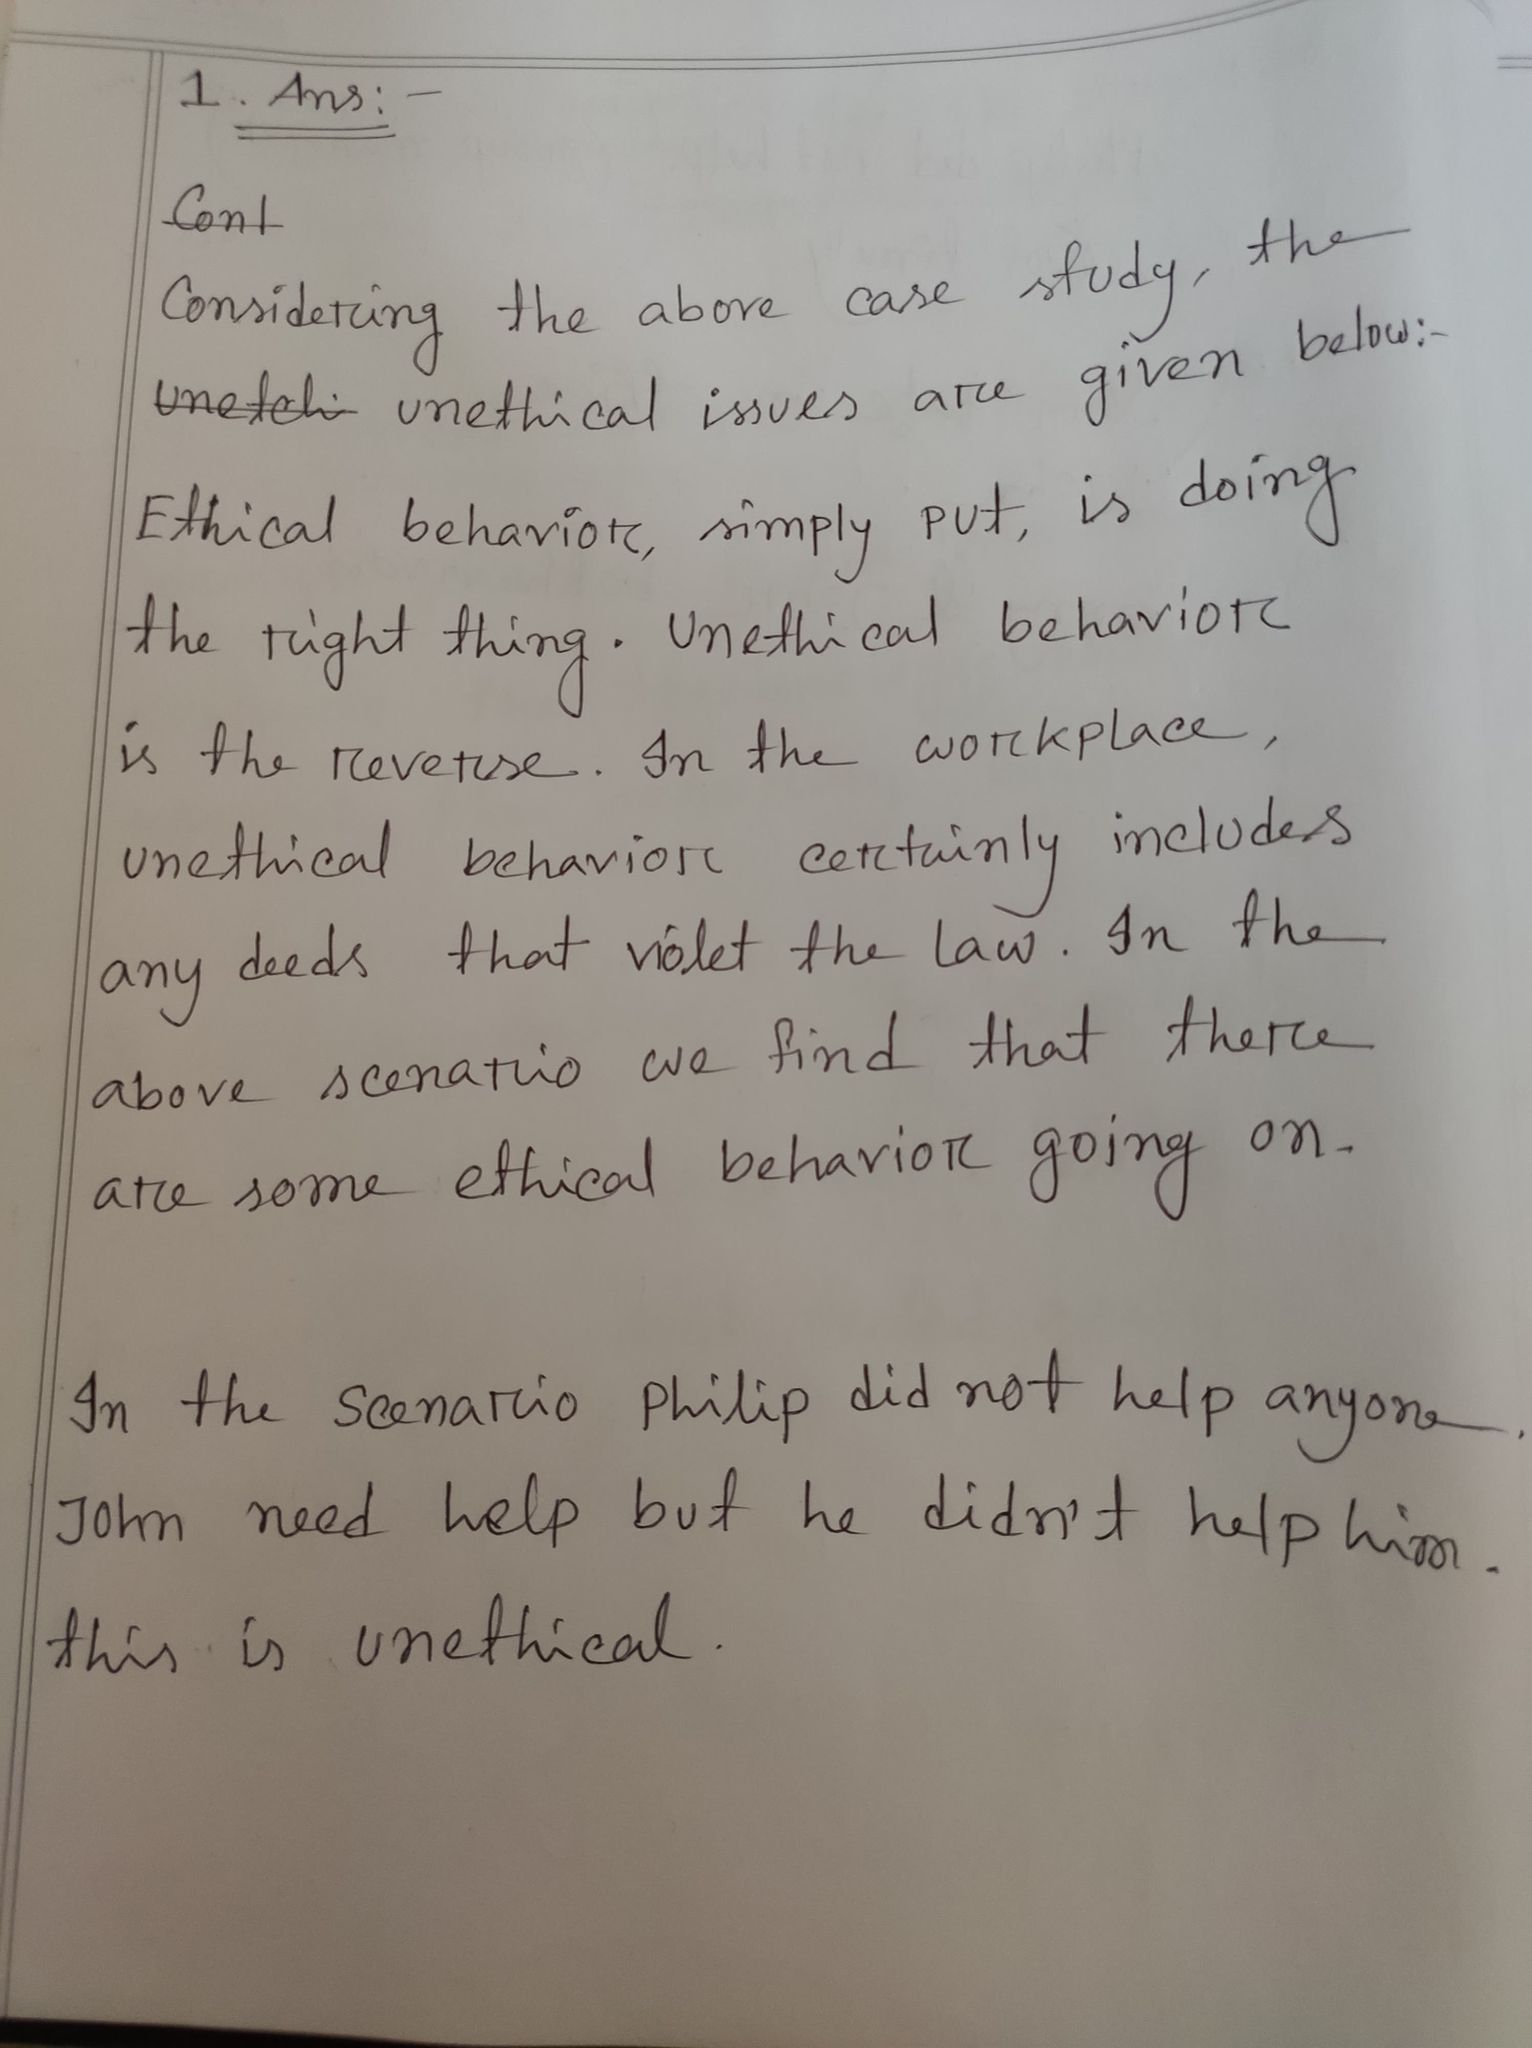 1. Ans:-
Cont
Considering the above case study, the
unetch unethical issues are given below:-
Ethical behavior, simply put, is doing
the right thing. Unethical behavior
is the reverse. In the workplace,
unethical behavior certainly includes
any deeds that violet the law. In the
above scenario we find that there
are some ethical behavior going on.
In the scenario Philip did not help anyone.
John need help but he didn't help him.
this is unethical.